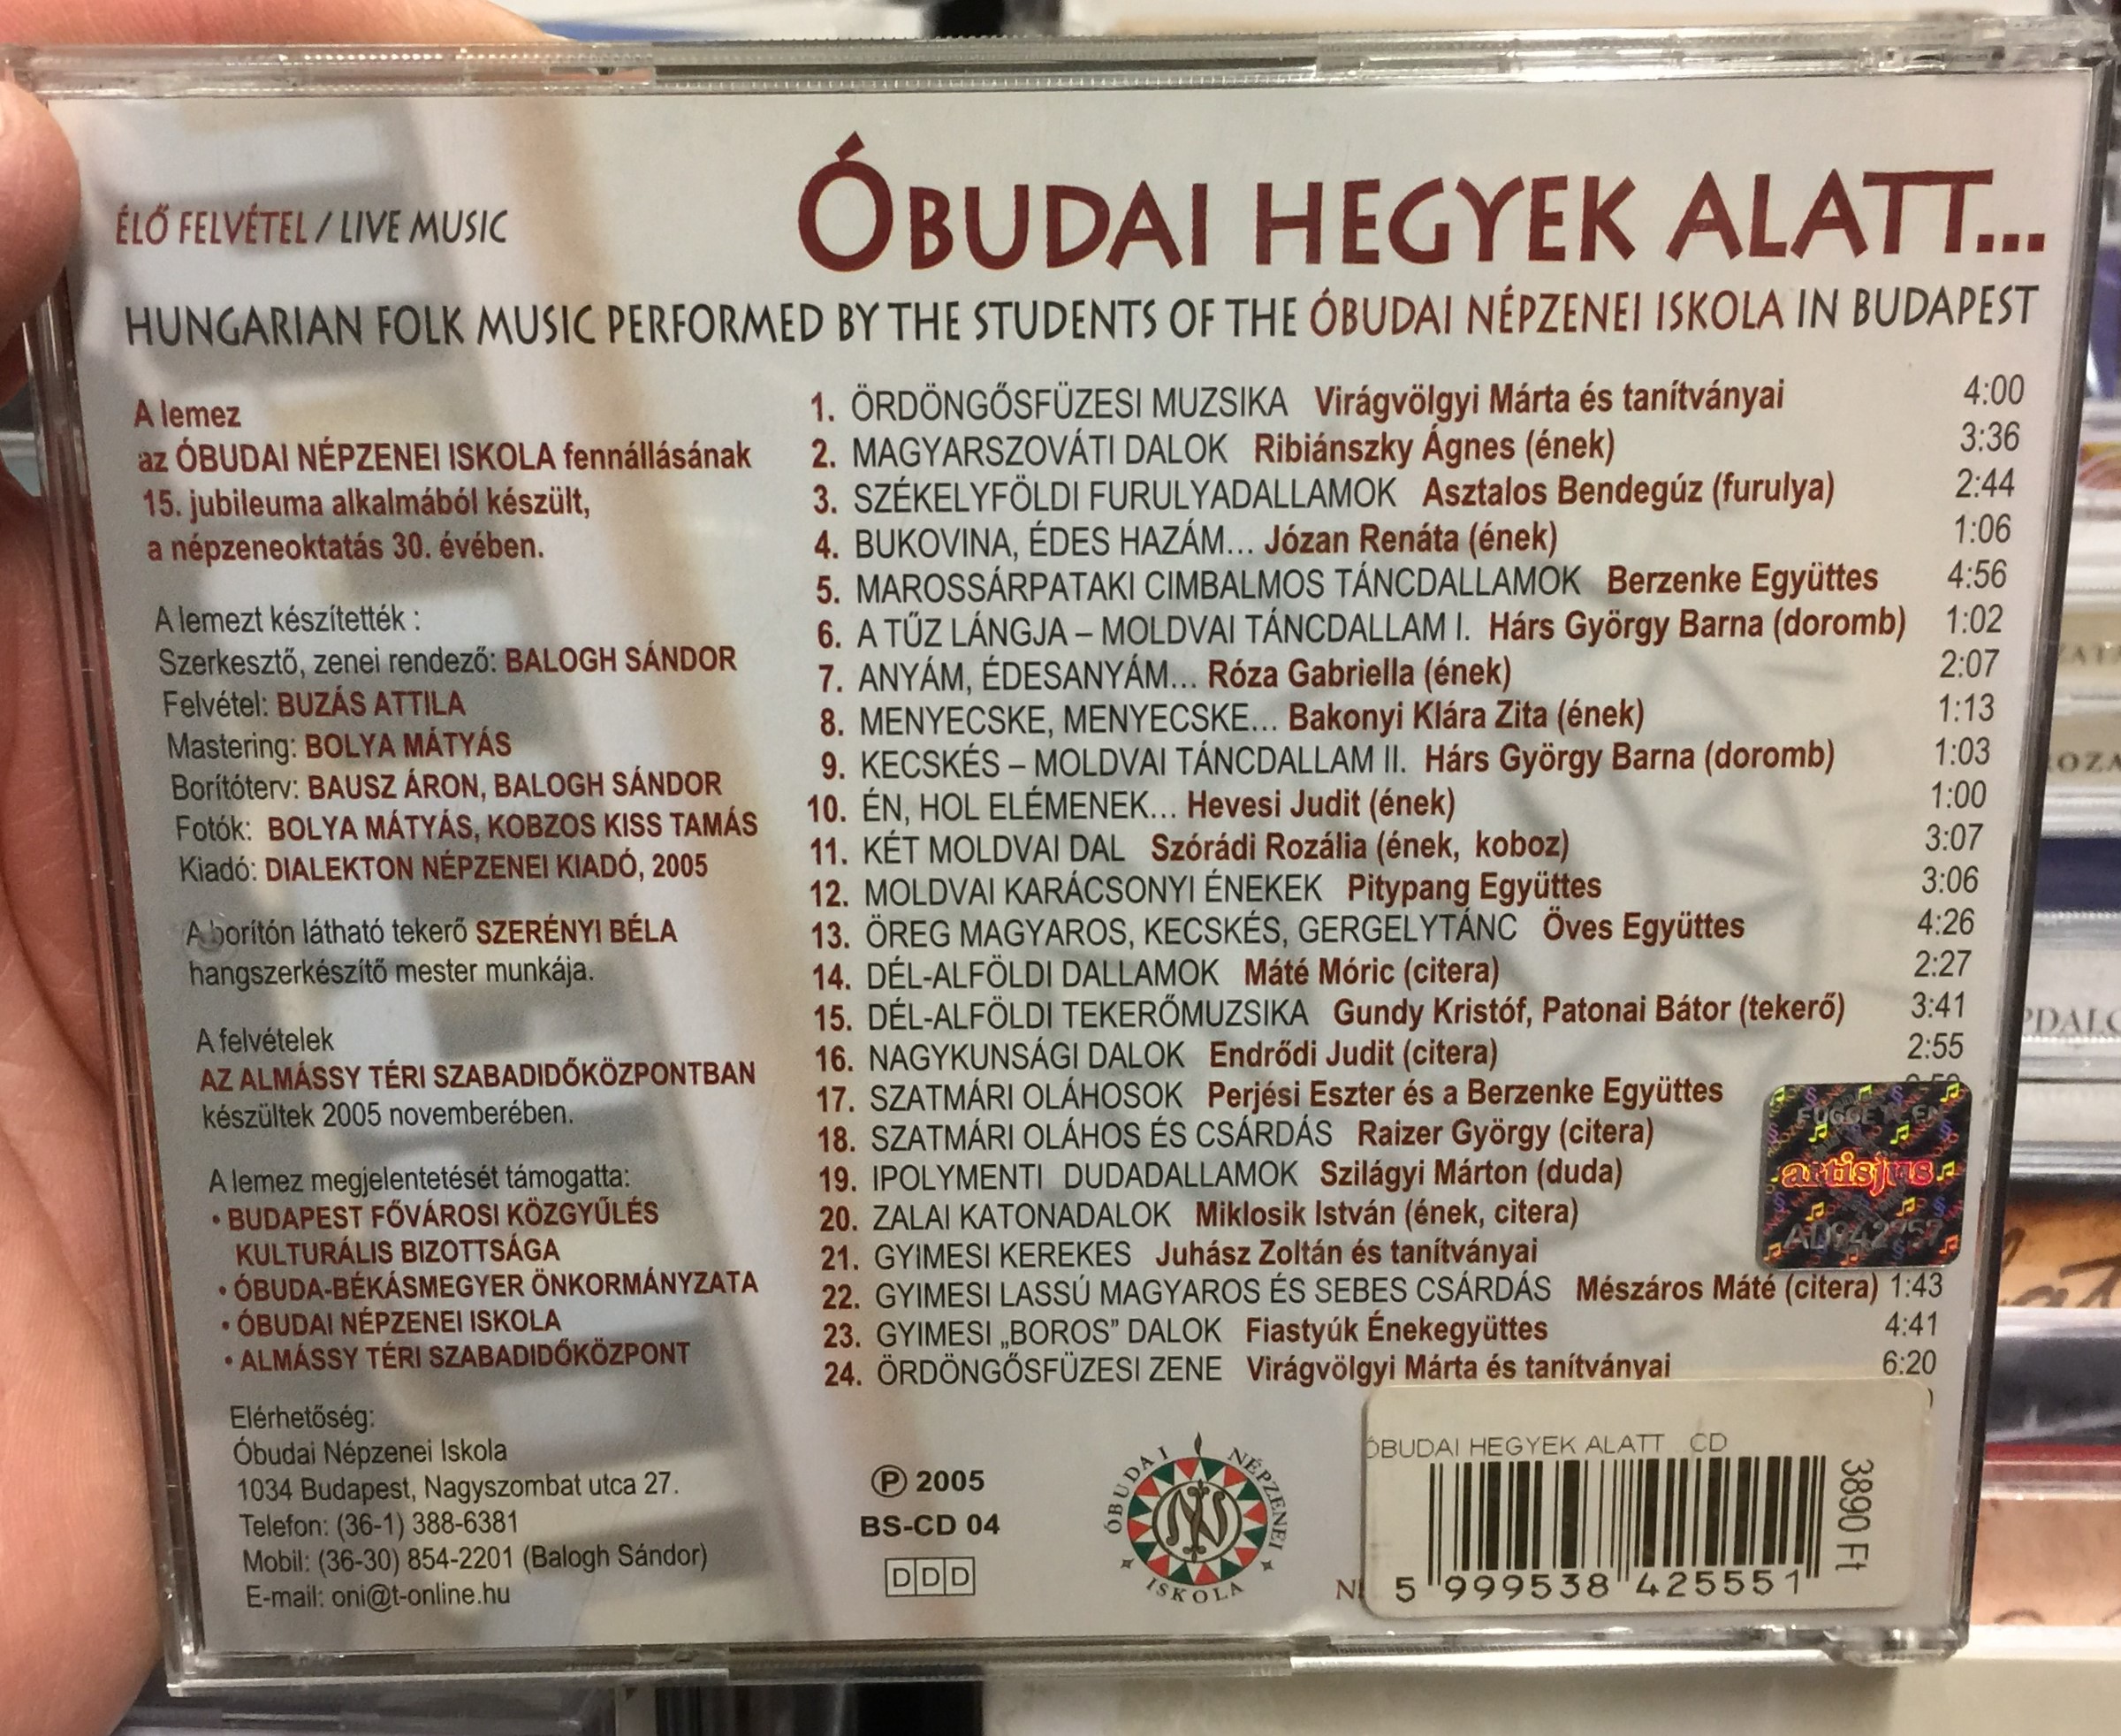 ÉLŐ FELVÉTEL / LIVE MUSIC
ÓBUDAI HEGYEK ALATT...
HUNGARIAN FOLK MUSIC PERFORMED BY THE STUDENTS OF THE ÓBUDAI NÉPZENEI ISKOLA IN BUDAPEST
A lemez
az ÓBUDAI NÉPZENEI ISKOLA fennállásának
15. jubileuma alkalmából készült,
a népzeneoktatás 30. évében.
A lemezt készítették :
Szerkesztő, zenei rendező: BALOGH SÁNDOR
Felvétel: BUZÁS ATTILA
Mastering: BOLYA MÁTYÁS
Borítóterv: BAUSZ ÁRON, BALOGH SÁNDOR
Fotók: BOLYA MÁTYÁS, KOBZOS KISS TAMÁS
Kiadó: DIALEKTON NÉPZENEI KIADÓ, 2005
A borítón látható tekerő SZERÉNYI BÉLA
hangszerkészítő mester munkája.
A felvételek
AZ ALMÁSSY TÉRI SZABADIDŐKÖZPONTBAN
készültek 2005 novemberében.
A lemez megjelentetését támogatta:
• BUDAPEST FŐVÁROSI KÖZGYŰLÉS
KULTURÁLIS BIZOTTSÁGA
• ÓBUDA-BÉKÁSMEGYER ÖNKORMÁNYZATA
• ÓBUDAI NÉPZENEI ISKOLA
• ALMÁSSY TÉRI SZABADIDŐKÖZPONT
Elérhetőség:
Óbudai Népzenei Iskola
1034 Budapest, Nagyszombat utca 27.
Telefon: (36-1) 388-6381
Mobil: (36-30) 854-2201 (Balogh Sándor)
E-mail: oni@t-online.hu
1. ÖRDÖNGŐSFÜZESI MUZSIKA Virágvölgyi Márta és tanítványai 4:00
2. MAGYARSZOVÁTI DALOK Ribiánszky Ágnes (ének) 3:36
3. SZÉKELYFÖLDI FURULYADALLAMOK Asztalos Bendegúz (furulya) 2:44
4. BUKOVINA, ÉDES HAZÁM... Józan Renáta (ének) 1:06
5. MAROSSÁRPATAKI CIMBALMOS TÁNCDALLAMOK Berzenke Együttes 4:56
6. A TŰZ LÁNGJA – MOLDVAI TÁNCDALLAM I. Hárs György Barna (doromb) 1:02
7. ANYÁM, ÉDESANYÁM... Róza Gabriella (ének) 2:07
8. MENYECSKE, MENYECSKE... Bakonyi Klára Zita (ének) 1:13
9. KECSKÉS – MOLDVAI TÁNCDALLAM II. Hárs György Barna (doromb) 1:03
10. ÉN, HOL ELÉMENEK... Hevesi Judit (ének) 1:00
11. KÉT MOLDVAI DAL Szórádi Rozália (ének, koboz) 3:07
12. MOLDVAI KARÁCSONYI ÉNEKEK Pitypang Együttes 3:06
13. ÖREG MAGYAROS, KECSKÉS, GERGELYTÁNC Öves Együttes 4:26
14. DÉL-ALFÖLDI DALLAMOK Máté Móric (citera) 2:27
15. DÉL-ALFÖLDI TEKERŐMUZSIKA Gundy Kristóf, Patonai Bátor (tekerő) 3:41
16. NAGYKUNSÁGI DALOK Endrődi Judit (citera) 2:55
17. SZATMÁRI OLÁHOSOK Perjési Eszter és a Berzenke Együttes
18. SZATMÁRI OLÁHOS ÉS CSÁRDÁS Raizer György (citera)
19. IPOLYMENTI DUDADALLAMOK Szilágyi Márton (duda)
20. ZALAI KATONADALOK Miklosik István (ének, citera)
21. GYIMESI KEREKES Juhász Zoltán és tanítványai
22. GYIMESI LASSÚ MAGYAROS ÉS SEBES CSÁRDÁS Mészáros Máté (citera) 1:43
23. GYIMESI „BOROS” DALOK Fiastyúk Énekegyüttes 4:41
24. ÖRDÖNGŐSFÜZESI ZENE Virágvölgyi Márta és tanítványai 6:20
FÜGGETLEN
artisjus
Ⓟ 2005
BS-CD 04
DDD
ÓBUDAI NÉPZENEI ISKOLA
ÓBUDAI HEGYEK ALATT CD
3890 Ft
5 999538 425551